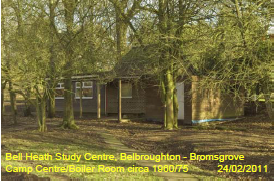 Bell Heath Study Centre, Belbroughton - Bromsgrove
Camp Centre/Boiler Room circa 1960/75 24/02/2011